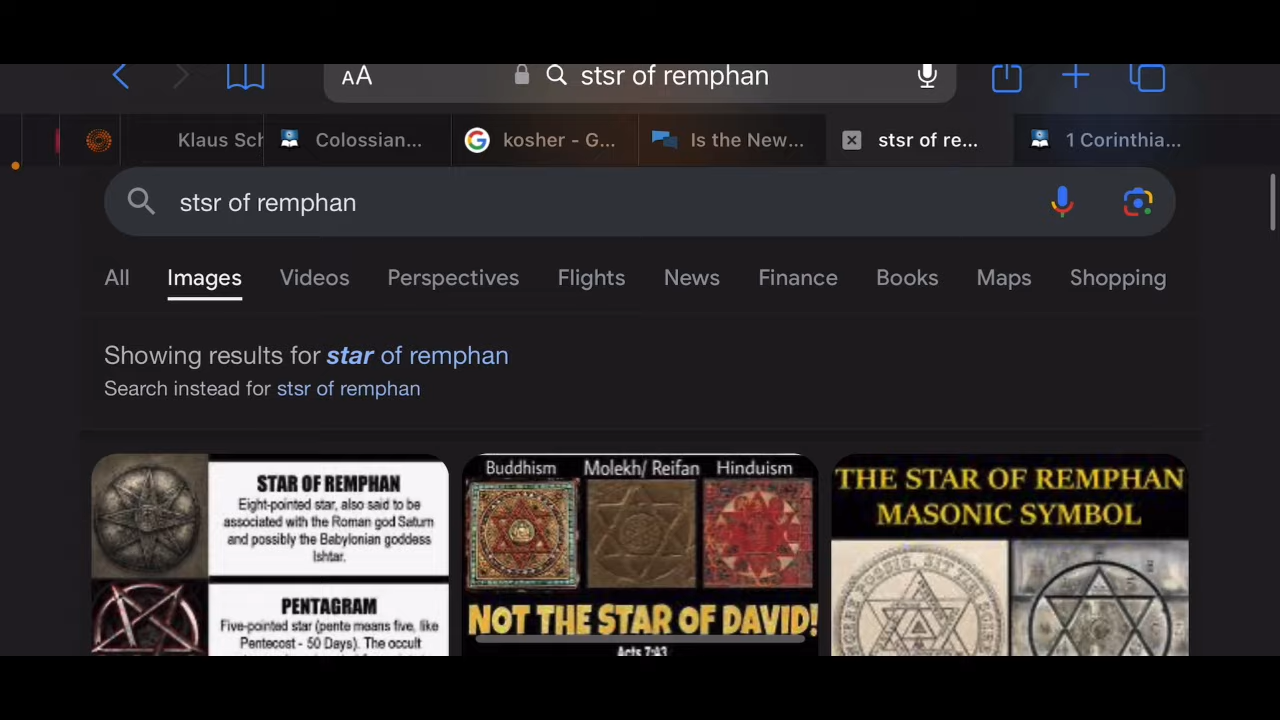 AA stsr of remphan
Klaus Sch Colossian... kosher - G... Is the New... stsr of re... 1 Corinthia...
stsr of remphan
All Images Videos Perspectives Flights News Finance Books Maps Shopping
Showing results for star of remphan
Search instead for stsr of remphan
STAR OF REMPHAN
Eight-pointed star, also said to be
associated with the Roman god Saturn
and possibly the Babylonian goddess
Ishtar.
PENTAGRAM
Five-pointed star (pente means five, like
Pentecost - 50 Days). The occult
Buddhism Molekh/ Reifan Hinduism
NOT THE STAR OF DAVID!
Acts 7:43
THE STAR OF REMPHAN
MASONIC SYMBOL